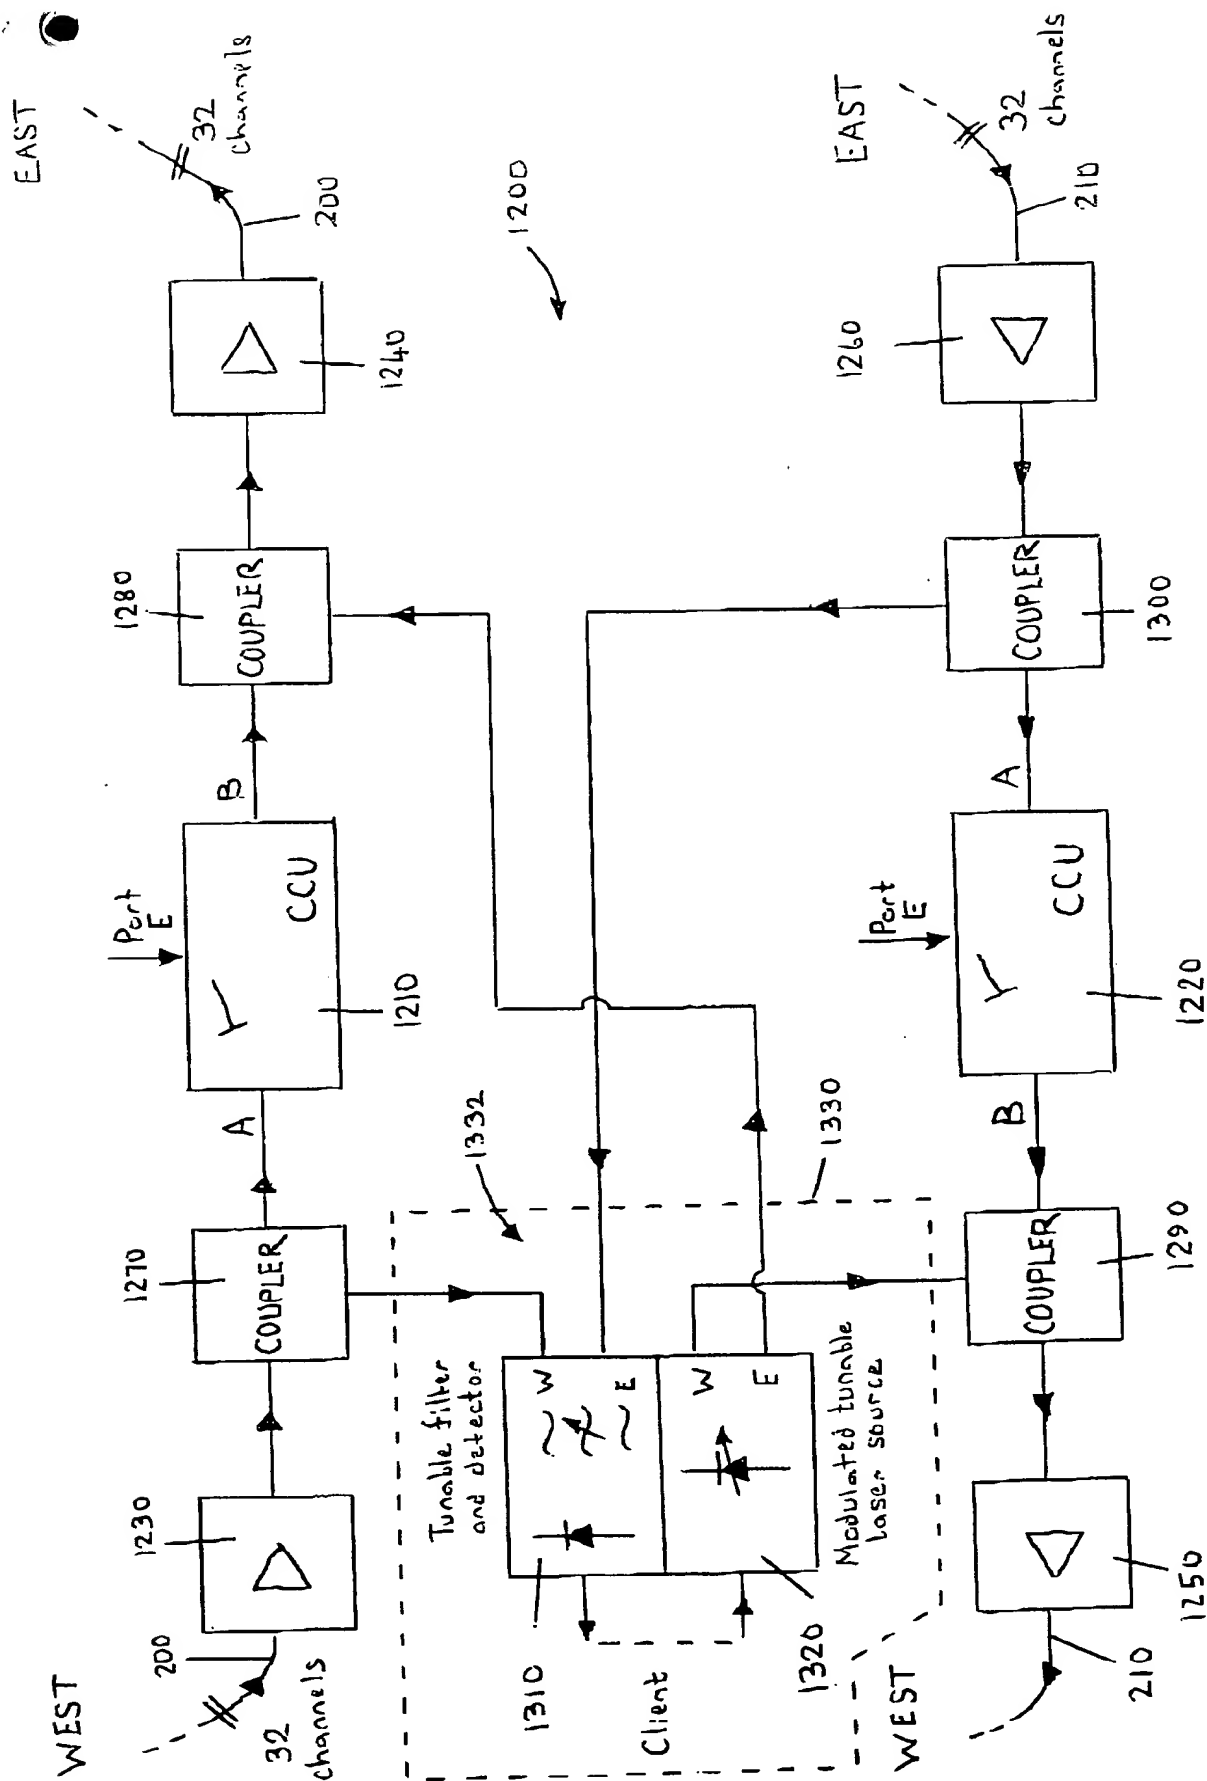 WEST
200
32
channels
1230
1270
COUPLER
A
1210
CCU
Port
E
B
1280
COUPLER
1240
200
32
channels
EAST
1200
1332
Tunable filter
and detector
W
E
1310
Client
W
E
1320
Modulated tunable
laser source
1330
WEST
210
1250
COUPLER
1290
B
1220
CCU
Port
E
A
COUPLER
1300
1260
210
32
channels
EAST